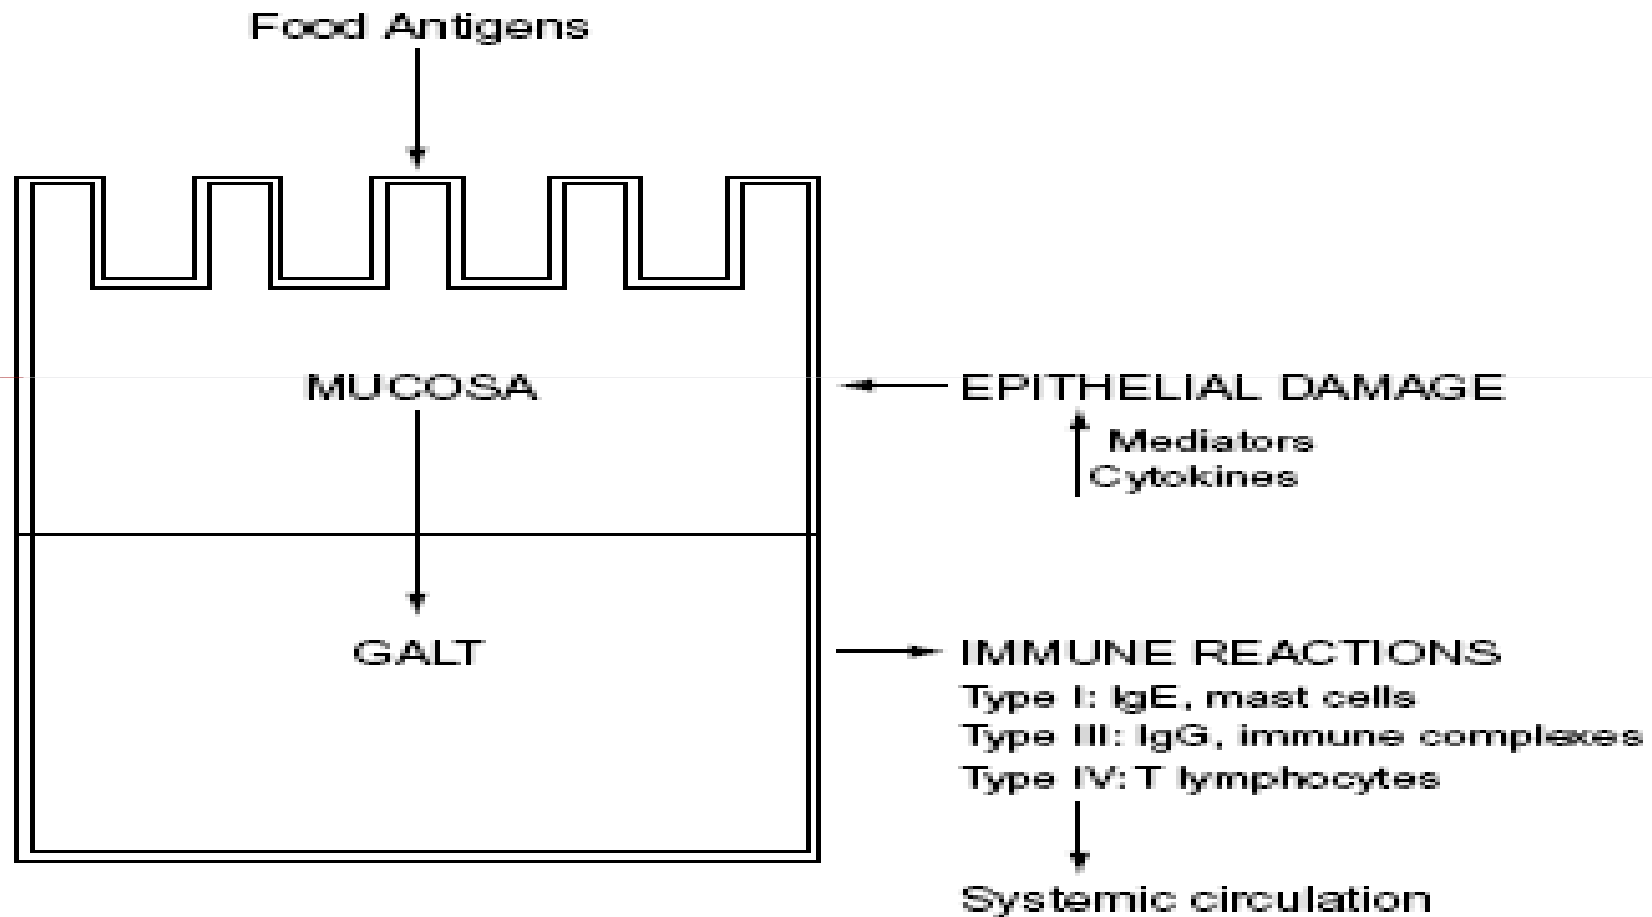 Food Antigens
MUCOSA
EPITHELIAL DAMAGE
Mediators
Cytokines
GALT
IMMUNE REACTIONS
Type I: IgE, mast cells
Type III: IgG, immune complexes
Type IV: T lymphocytes
Systemic circulation